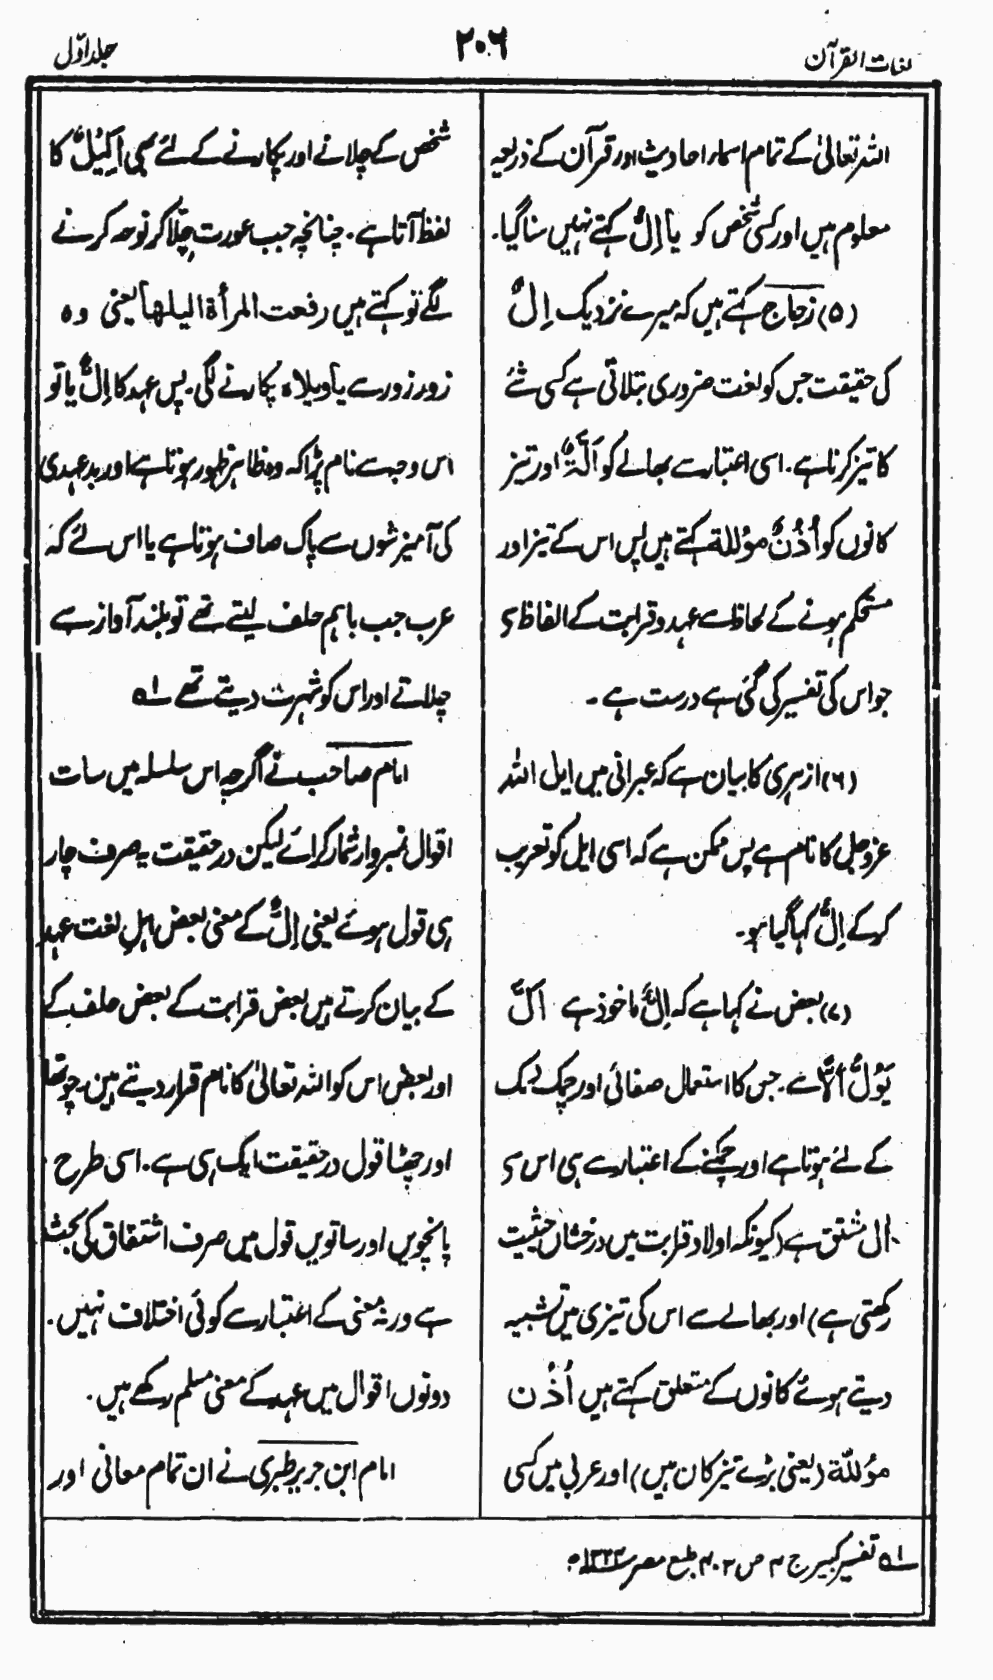 لغات القرآن
۲۰۶
جلد اوّل
اللہ تعالیٰ کے تمام اسماء احادیث اور قرآن کے ذریعہ
معلوم ہیں اور کسی شخص کو یا اِلُّ کہتے نہیں سنا گیا۔
(۵) زجاج کہتے ہیں کہ میرے نزدیک اِلٌّ
کی حقیقت جس کو لغت ضروری بتلاتی ہے کسی شئے
کا تیز کرنا ہے۔ اسی اعتبار سے بھالے کو اَلَّۃٌ اور تیز
کانوں کو اُذُنٌ مؤللۃ کہتے ہیں پس اس کے تیز اور
مستحکم ہونے کے لحاظ سے عہد و قرابت کے الفاظ سے
جو اس کی تفسیر کی گئی ہے درست ہے۔
(۶) ازہری کا بیان ہے کہ عبرانی میں ایل اللہ
عزوجل کا نام ہے پس ممکن ہے کہ اسی ایل کو تعریب
کرکے اِلٌّ کہا گیا ہو۔
(۷) بعض نے کہا ہے کہ اِلٌّ ماخوذ ہے اَلَّ
یَؤُلُّ اَلًّا سے۔ جس کا استعمال صفائی اور چمک دمک
کے لئے ہوتا ہے اور چمکنے کے اعتبار سے ہی اس سے
اٰل مشتق ہے (کیونکہ اولاد قرابت میں درخشاں حیثیت
رکھتی ہے) اور بھالے سے اس کی تیزی میں تشبیہ
دیتے ہوئے کانوں کے متعلق کہتے ہیں اُذُن
مؤللّۃ (یعنی بڑے تیز کان ہیں) اور عربی میں کسی
شخص کے چلانے اور پکارنے کے لئے بھی اَلِیْلٌ کا
لفظ آتا ہے۔ چنانچہ جب عورت چِلّا کر نوحہ کرنے
لگے تو کہتے ہیں رفعت المرأۃ الیلھا یعنی وہ
زور زور سے یا ویلاہ پکارنے لگی۔ پس عہد کا اِلٌّ یا تو
اس وجہ سے نام پڑا کہ وہ ظاہر ظہور ہوتا ہے اور بدعہدی
کی آمیزشوں سے پاک صاف ہوتا ہے یا اس لئے کہ
عرب جب باہم حلف لیتے تھے تو بلند آواز سے
چلاتے اور اس کو شہرت دیتے تھے ؂۱
امام صاحب نے اگرچہ اس سلسلہ میں سات
اقوال نمبروار شمار کرائے لیکن درحقیقت یہ صرف چار
ہی قول ہوئے یعنی اِلٌّ کے معنی بعض اہلِ لغت عہد
کے بیان کرتے ہیں بعض قرابت کے بعض حلف کے
اور بعض اس کو اللہ تعالیٰ کا نام قرار دیتے ہیں۔ چوتھا
اور چھٹا قول درحقیقت ایک ہی ہے۔ اسی طرح
پانچویں اور ساتویں قول میں صرف اشتقاق کی بحث
ہے ورنہ معنی کے اعتبار سے کوئی اختلاف نہیں۔
دونوں اقوال میں عہد کے معنی مسلم رکھے ہیں۔
امام ابن جریر طبری نے ان تمام معانی اور
؂۱ تفسیر کبیر ج ۴ ص ۴۰۲ طبع مصر